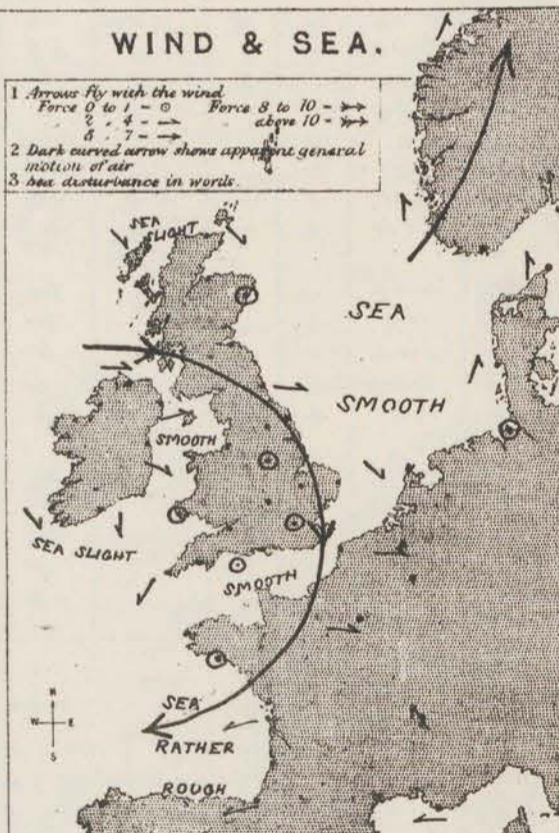 WIND & SEA.
1 Arrows fly with the wind
Force 0 to 1 - ⊙ Force 8 to 10 -
" 2 " 4 - above 10 -
" 5 " 7 -
2 Dark curved arrow shows apparent general
motion of air
3 Sea disturbance in words.
SEA
SLIGHT
SEA
SMOOTH
SMOOTH
SEA SLIGHT
SMOOTH
N
W E
S
SEA
RATHER
ROUGH